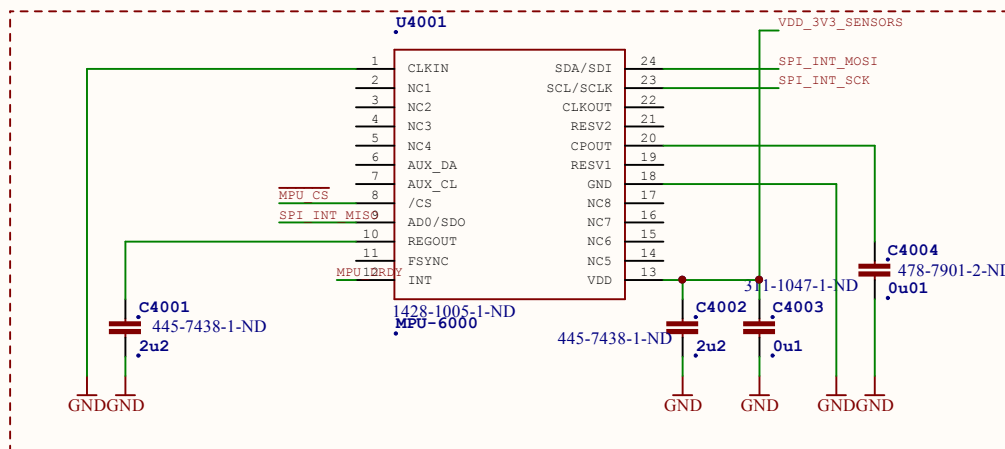 U4001
VDD_3V3_SENSORS
1 CLKIN SDA/SDI 24 SPI_INT_MOSI
2 NC1 SCL/SCLK 23 SPI_INT_SCK
3 NC2 CLKOUT 22
4 NC3 RESV2 21
5 NC4 CPOUT 20
6 AUX_DA RESV1 19
7 AUX_CL GND 18
MPU_CS 8 /CS NC8 17
SPI_INT_MISO 9 AD0/SDO NC7 16
10 REGOUT NC6 15
11 FSYNC NC5 14
MPU_DRDY 12 INT VDD 13
C4004
478-7901-2-ND
0u01
311-1047-1-ND
1428-1005-1-ND
MPU-6000
C4001
445-7438-1-ND
2u2
C4002
445-7438-1-ND
2u2
C4003
0u1
GND GND GND GND GND GND